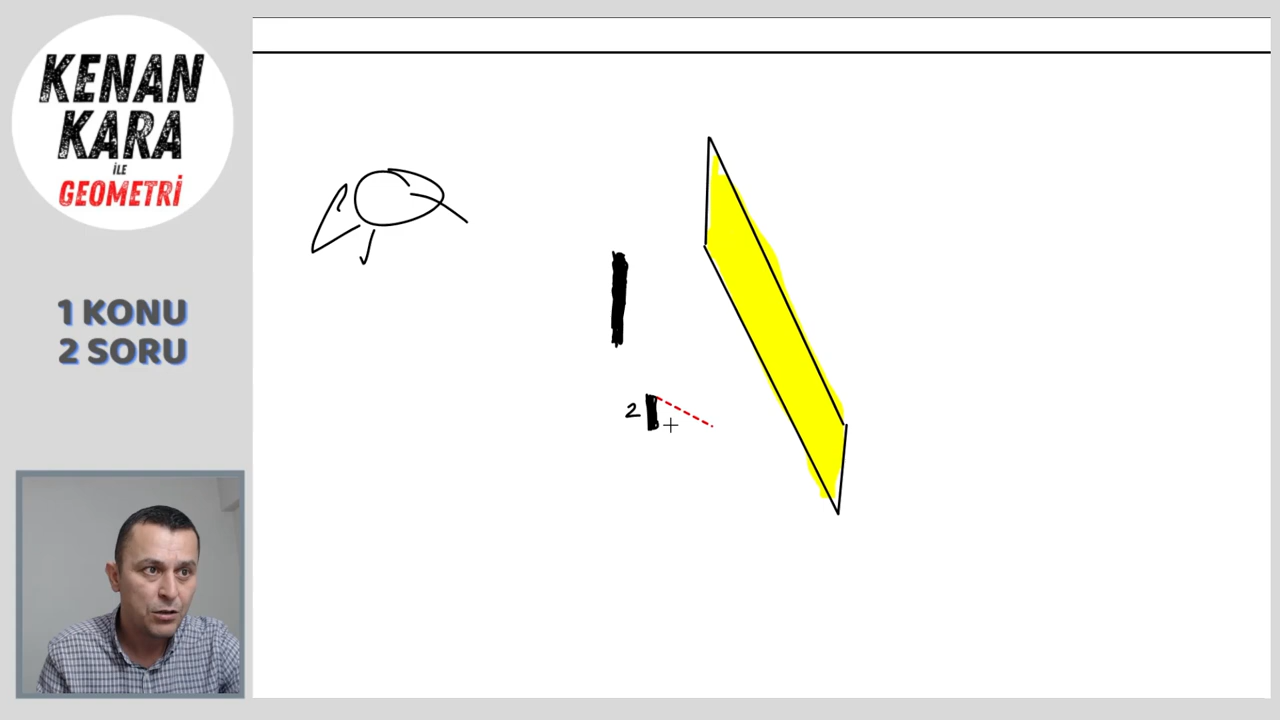 KENAN
KARA
İLE
GEOMETRİ
1 KONU
2 SORU
2